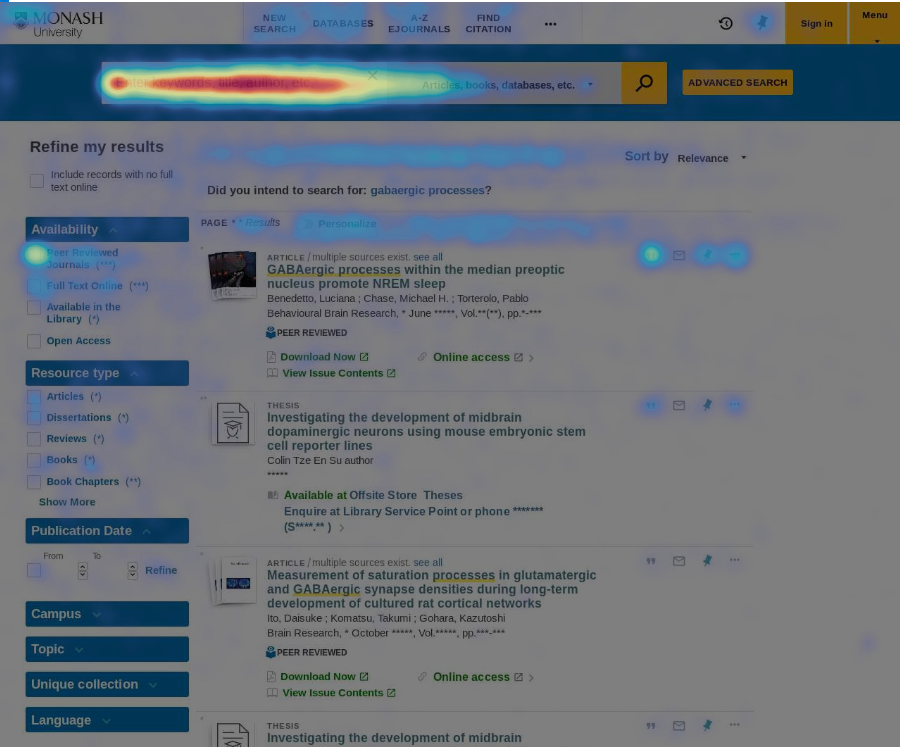 MONASH
University
NEW SEARCH
DATABASES
A-Z EJOURNALS
FIND CITATION
•••
Sign in
Menu
Enter keywords, title, author, etc.
Articles, books, databases, etc.
ADVANCED SEARCH
Refine my results
Include records with no full
text online
Sort by Relevance
Did you intend to search for: gabaergic processes?
PAGE * * Results
Personalize
Availability
Peer Reviewed
Journals (***)
Full Text Online (***)
Available in the
Library (*)
Open Access
Resource type
Articles (*)
Dissertations (*)
Reviews (*)
Books (*)
Book Chapters (**)
Show More
Publication Date
From To
Refine
Campus
Topic
Unique collection
Language
ARTICLE / multiple sources exist. see all
GABAergic processes within the median preoptic
nucleus promote NREM sleep
Benedetto, Luciana ; Chase, Michael H. ; Torterolo, Pablo
Behavioural Brain Research, * June *****, Vol.**(**), pp.*-***
PEER REVIEWED
Download Now Online access
View Issue Contents
THESIS
Investigating the development of midbrain
dopaminergic neurons using mouse embryonic stem
cell reporter lines
Colin Tze En Su author
*****
Available at Offsite Store Theses
Enquire at Library Service Point or phone *******
(S****.** )
ARTICLE / multiple sources exist. see all
Measurement of saturation processes in glutamatergic
and GABAergic synapse densities during long-term
development of cultured rat cortical networks
Ito, Daisuke ; Komatsu, Takumi ; Gohara, Kazutoshi
Brain Research, * October *****, Vol.*****, pp.***-***
PEER REVIEWED
Download Now Online access
View Issue Contents
THESIS
Investigating the development of midbrain